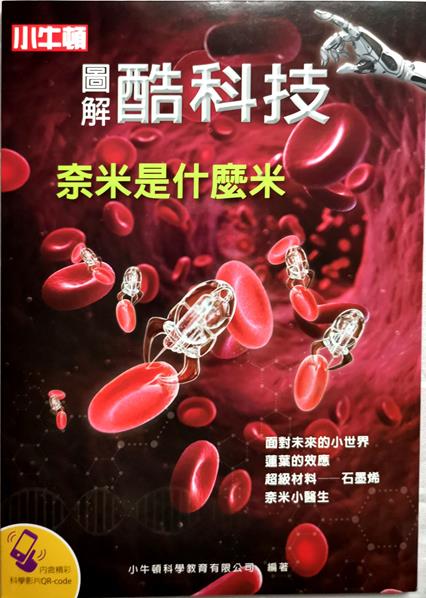 小牛頓
圖解
酷科技
奈米是什麼米
面對未來的小世界
蓮葉的效應
超級材料──石墨烯
奈米小醫生
內含精彩
科學影片QR-code
小牛頓科學教育有限公司 編著